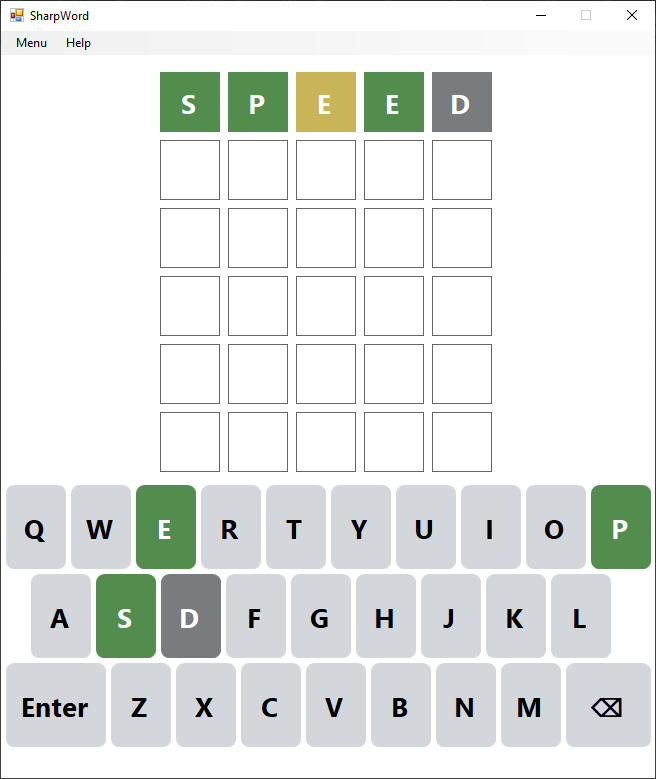 SharpWord
Menu Help
S P E E D
Q W E R T Y U I O P
A S D F G H J K L
Enter Z X C V B N M ⌫